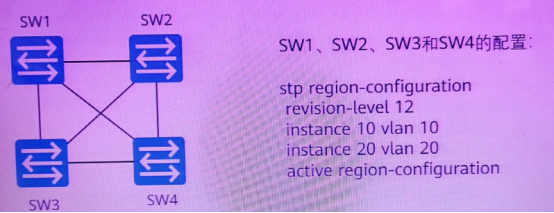 SW1
SW2
SW3
SW4
SW1、SW2、SW3和SW4的配置:
stp region-configuration
revision-level 12
instance 10 vlan 10
instance 20 vlan 20
active region-configuration